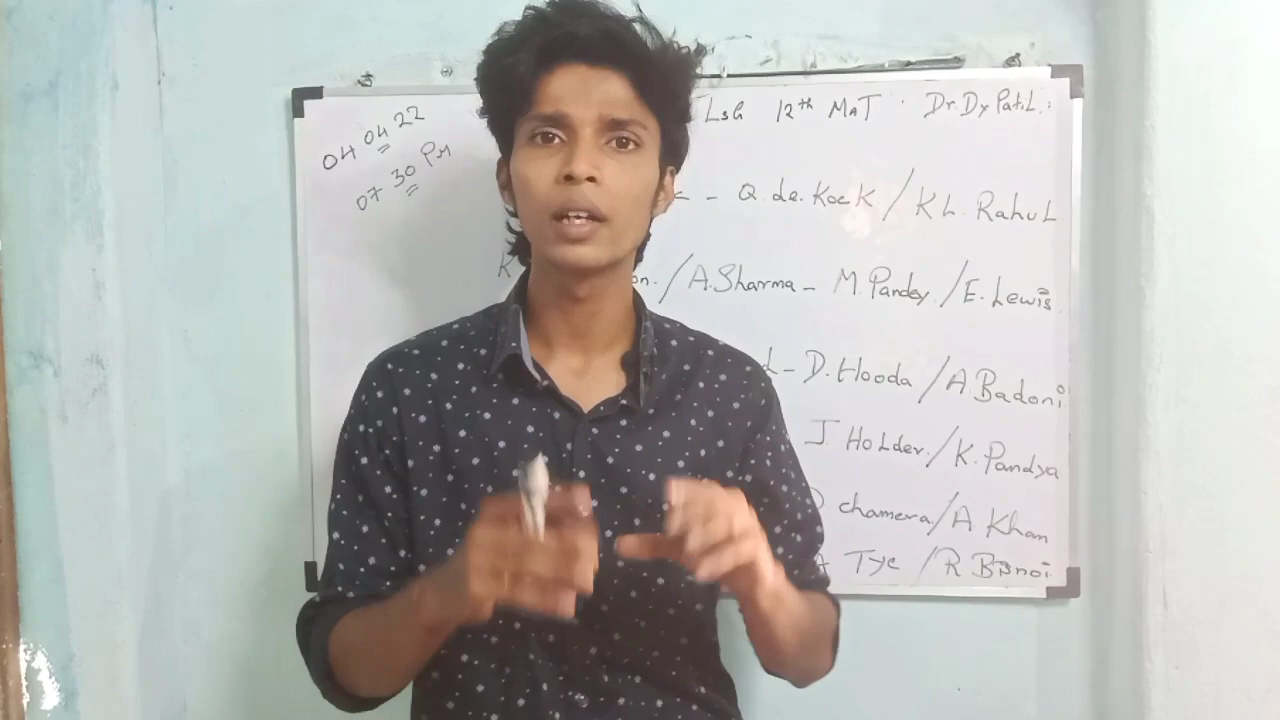 04 04 22
07 30 PM
LSG 12th MAT Dr. Dy Patil :
- Q. de. Kock / KL. Rahul
K on. / A. Sharma - M. Pandey. / E. Lewis
- D. Hooda / A. Badoni
J Holder. / K. Pandya
chamera / A. Khan
A Tye / R Bisnoi